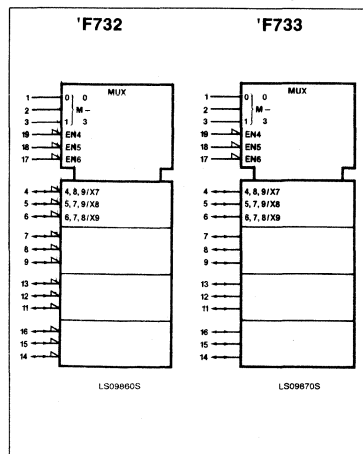 'F732
MUX
1 0 0
2 M–
3 1 3
19 EN4
18 EN5
17 EN6
4 4, 8, 9/X7
5 5, 7, 9/X8
6 6, 7, 8/X9
7
8
9
13
12
11
16
15
14
LS09860S
'F733
MUX
1 0 0
2 M–
3 1 3
19 EN4
18 EN5
17 EN6
4 4, 8, 9/X7
5 5, 7, 9/X8
6 6, 7, 8/X9
7
8
9
13
12
11
16
15
14
LS09870S